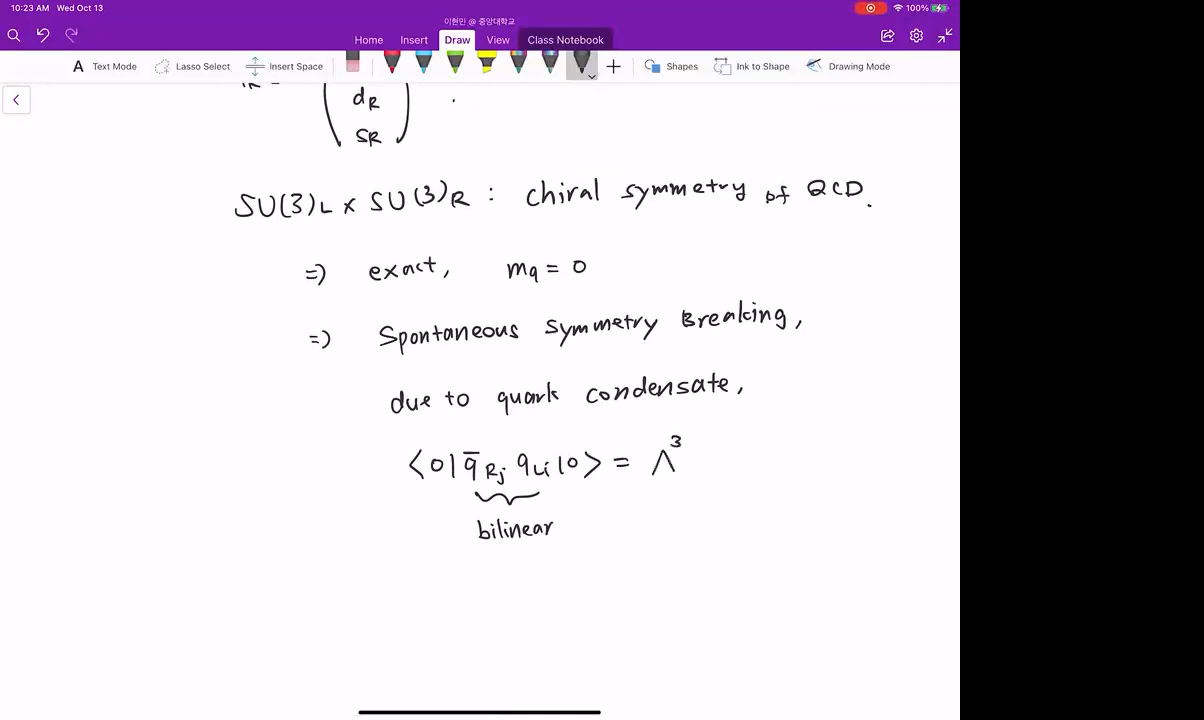 10:23 AM Wed Oct 13
100%
이현민 @ 중앙대학교
Home Insert Draw View Class Notebook
A Text Mode Lasso Select Insert Space Shapes Ink to Shape Drawing Mode
dR
SR
SU(3)L × SU(3)R : chiral symmetry of QCD.
⇒ exact, mq = 0
⇒ Spontaneous symmetry Breaking,
due to quark condensate,
<0| q̄Rj qLi |0> = Λ³
bilinear